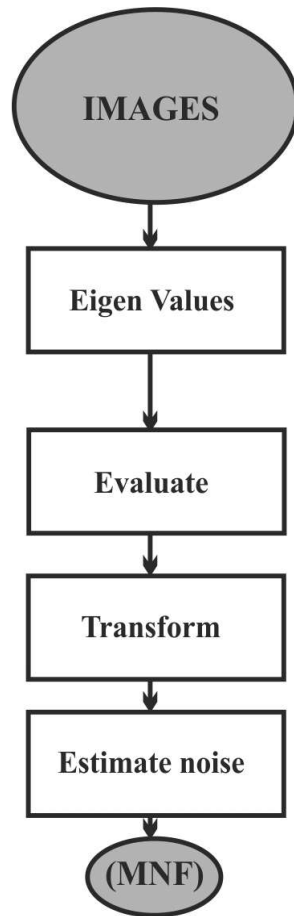 IMAGES
Eigen Values
Evaluate
Transform
Estimate noise
(MNF)